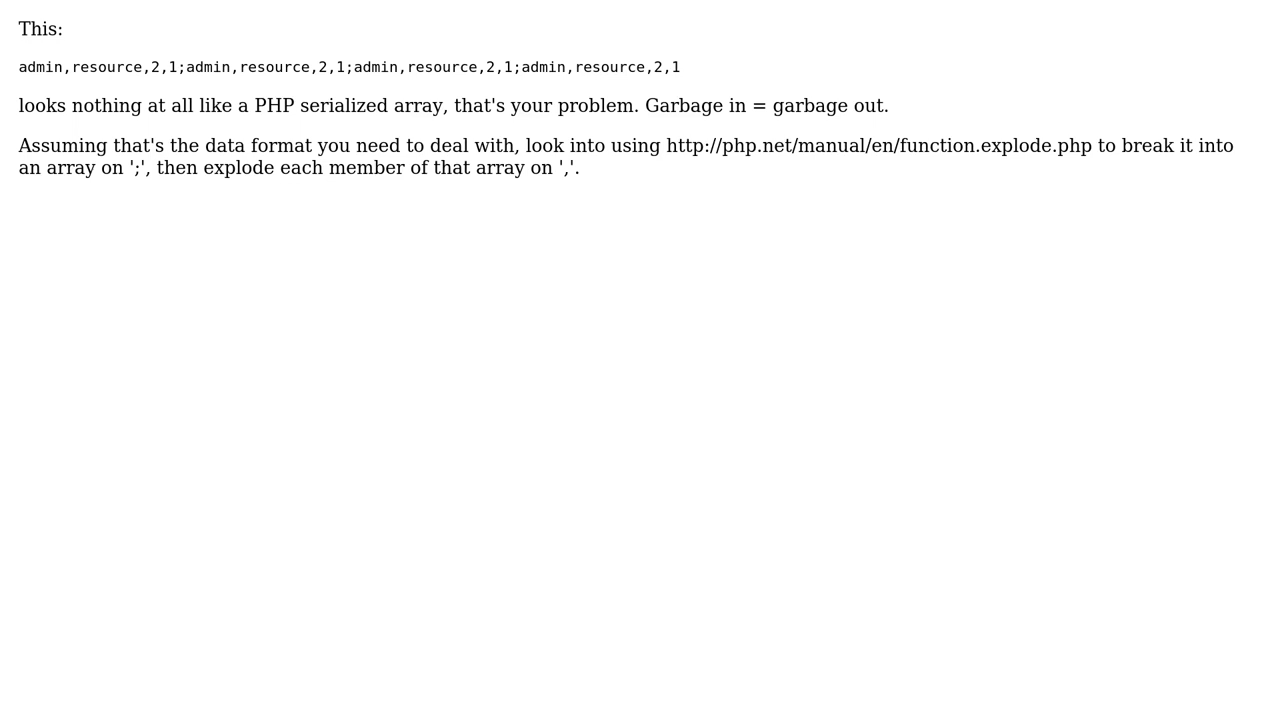 This:
admin,resource,2,1;admin,resource,2,1;admin,resource,2,1;admin,resource,2,1
looks nothing at all like a PHP serialized array, that's your problem. Garbage in = garbage out.
Assuming that's the data format you need to deal with, look into using http://php.net/manual/en/function.explode.php to break it into
an array on ';', then explode each member of that array on ','.